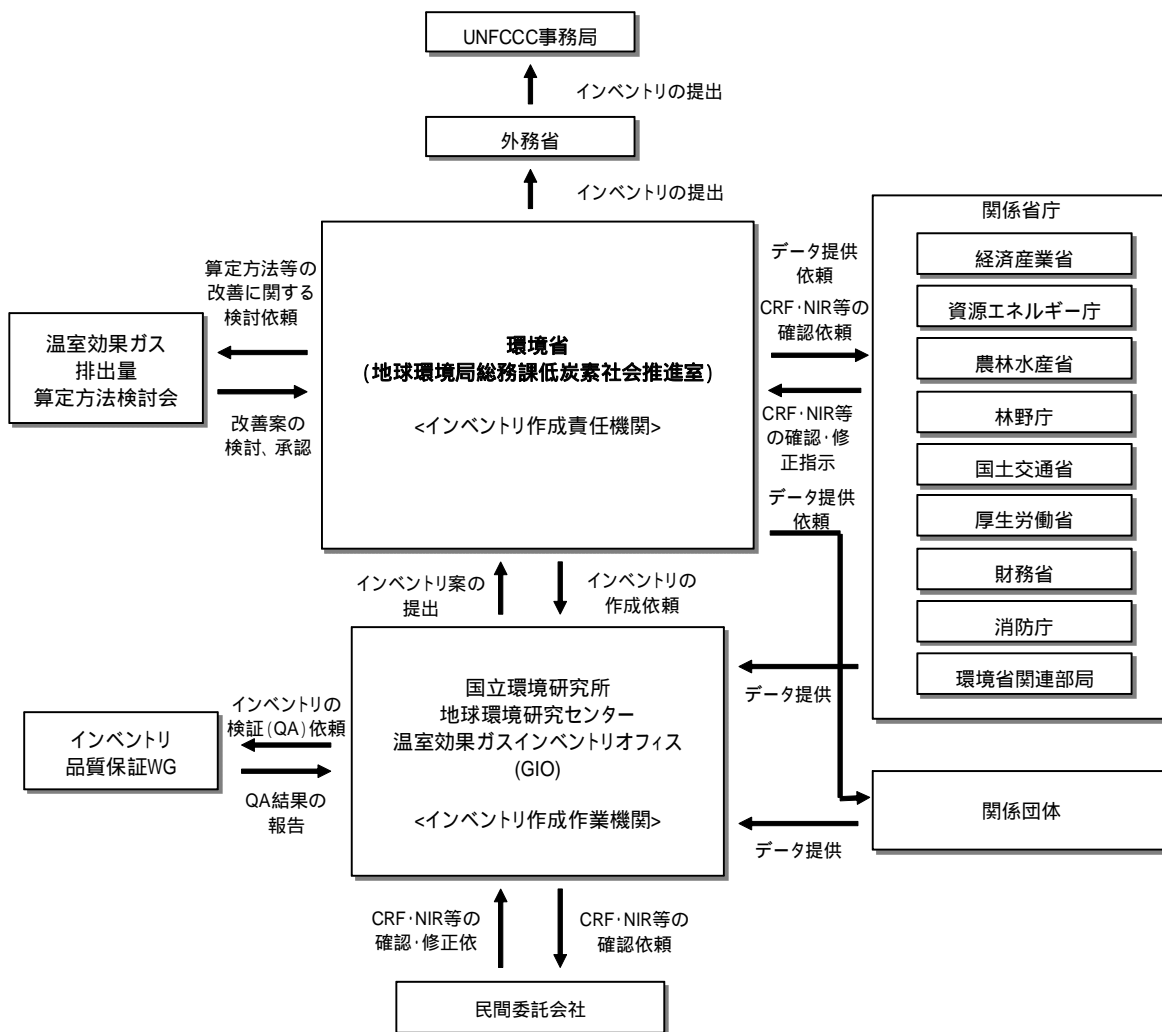 UNFCCC事務局
インベントリの提出
外務省
インベントリの提出
算定方法等の
改善に関する
検討依頼
温室効果ガス
排出量
算定方法検討会
改善案の
検討、承認
環境省
(地球環境局総務課低炭素社会推進室)
<インベントリ作成責任機関>
データ提供
依頼
CRF･NIR等の
確認依頼
CRF･NIR等
の確認･修
正指示
データ提供
依頼
関係省庁
経済産業省
資源エネルギー庁
農林水産省
林野庁
国土交通省
厚生労働省
財務省
消防庁
環境省関連部局
インベントリ案の
提出
インベントリの
作成依頼
国立環境研究所
地球環境研究センター
温室効果ガスインベントリオフィス
(GIO)
<インベントリ作成作業機関>
インベントリの
検証(QA)依頼
インベントリ
品質保証WG
QA結果の
報告
データ提供
関係団体
データ提供
CRF･NIR等の
確認･修正依
CRF･NIR等の
確認依頼
民間委託会社